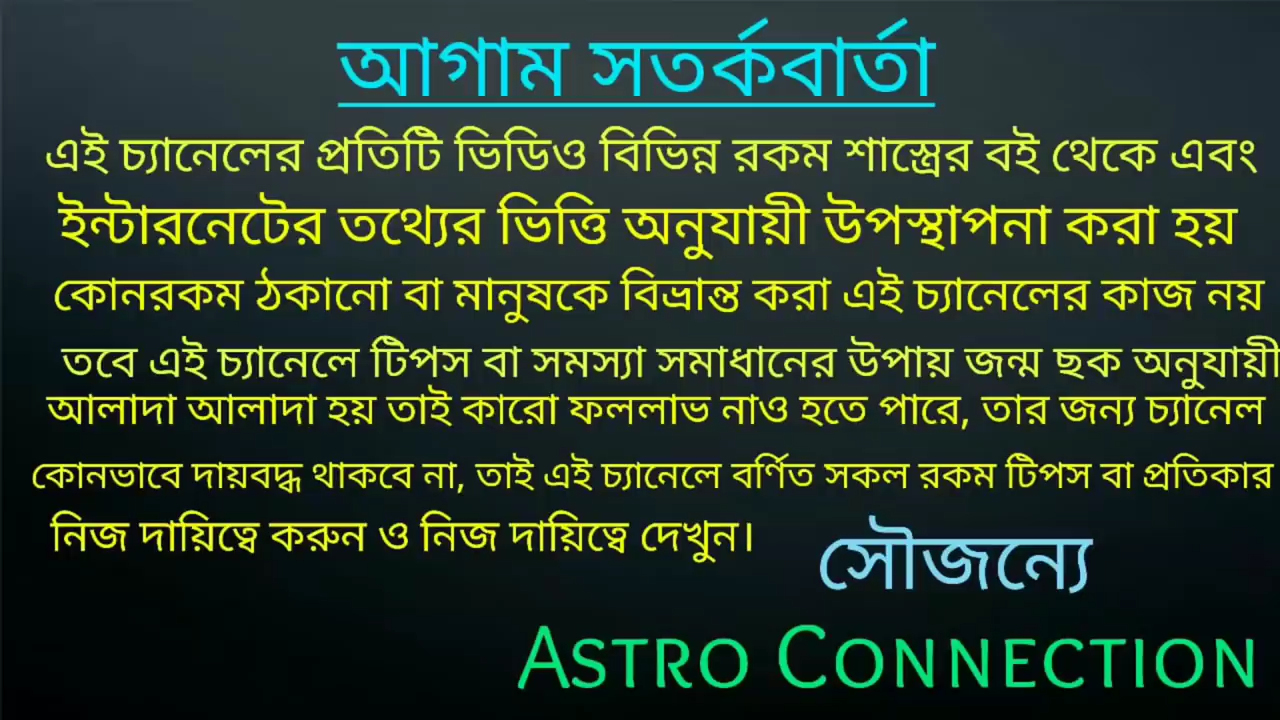 আগাম সতর্কবার্তা
এই চ্যানেলের প্রতিটি ভিডিও বিভিন্ন রকম শাস্ত্রের বই থেকে এবং
ইন্টারনেটের তথ্যের ভিত্তি অনুযায়ী উপস্থাপনা করা হয়
কোনরকম ঠকানো বা মানুষকে বিভ্রান্ত করা এই চ্যানেলের কাজ নয়
তবে এই চ্যানেলে টিপস বা সমস্যা সমাধানের উপায় জন্ম ছক অনুযায়ী
আলাদা আলাদা হয় তাই কারো ফললাভ নাও হতে পারে, তার জন্য চ্যানেল
কোনভাবে দায়বদ্ধ থাকবে না, তাই এই চ্যানেলে বর্ণিত সকল রকম টিপস বা প্রতিকার
নিজ দায়িত্বে করুন ও নিজ দায়িত্বে দেখুন।
সৌজন্যে
ASTRO CONNECTION